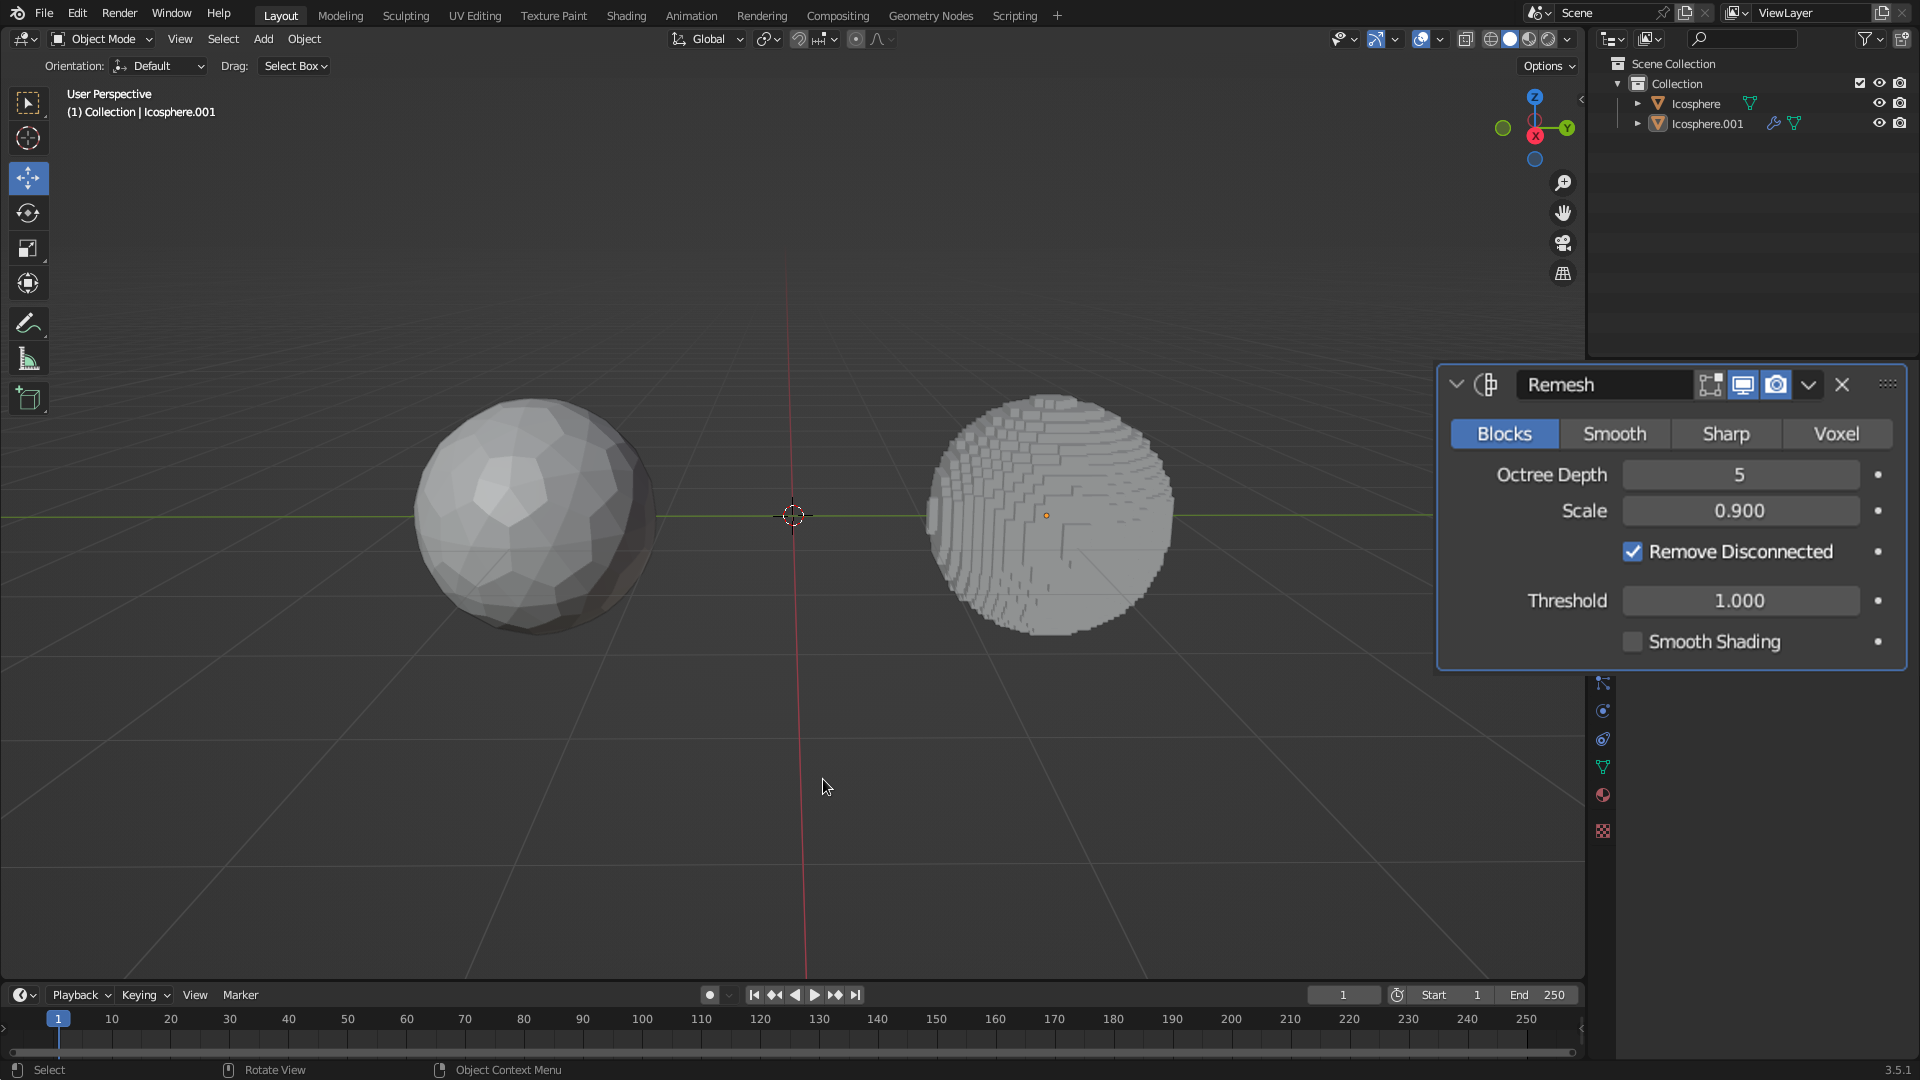 File Edit Render Window Help Layout Modeling Sculpting UV Editing Texture Paint Shading Animation Rendering Compositing Geometry Nodes Scripting + Scene ViewLayer
Object Mode View Select Add Object Global
Orientation: Default Drag: Select Box Options
User Perspective
(1) Collection | Icosphere.001
Z
Y
X
Scene Collection
Collection
Icosphere
Icosphere.001
Remesh
Blocks Smooth Sharp Voxel
Octree Depth 5
Scale 0.900
Remove Disconnected
Threshold 1.000
Smooth Shading
Playback Keying View Marker 1 Start 1 End 250
1 10 20 30 40 50 60 70 80 90 100 110 120 130 140 150 160 170 180 190 200 210 220 230 240 250
Select Rotate View Object Context Menu 3.5.1